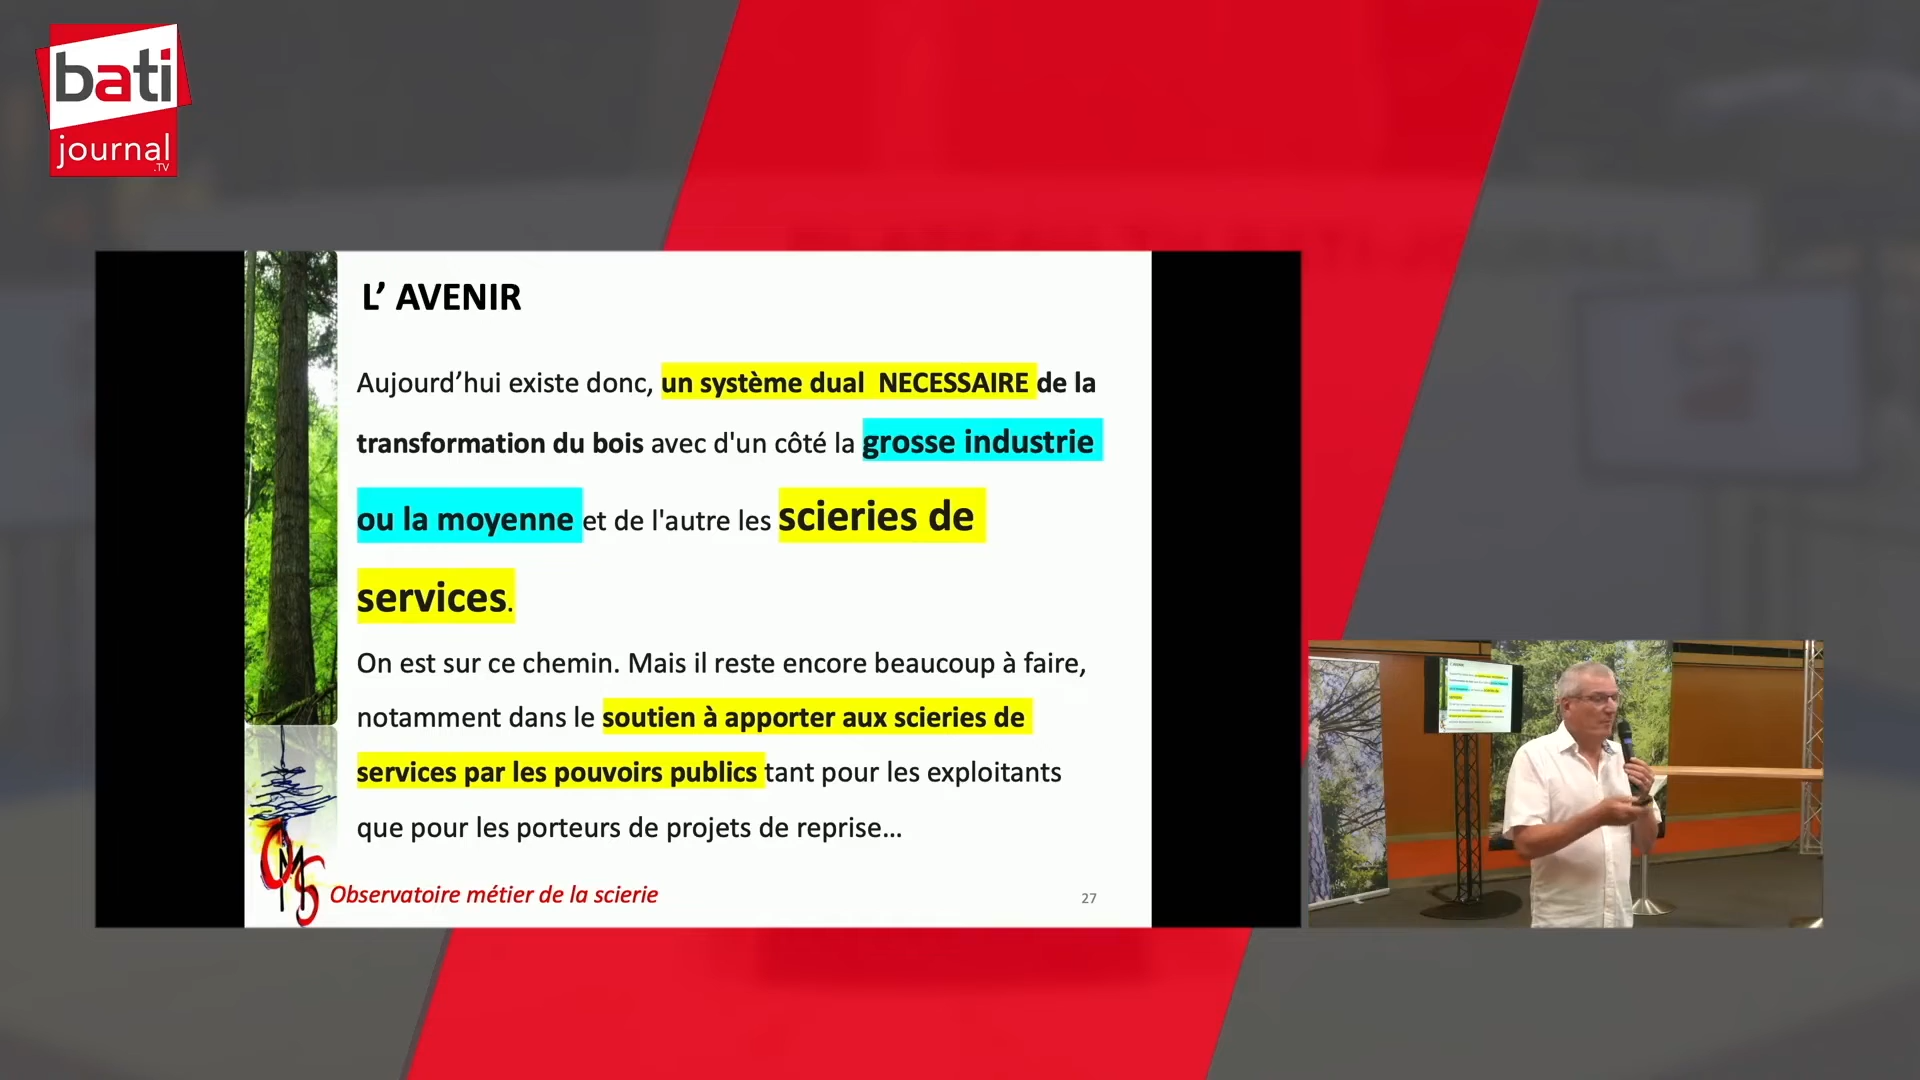 bati
journal
.TV
L’ AVENIR
Aujourd’hui existe donc, un système dual NECESSAIRE de la
transformation du bois avec d'un côté la grosse industrie
ou la moyenne et de l'autre les scieries de
services.
On est sur ce chemin. Mais il reste encore beaucoup à faire,
notamment dans le soutien à apporter aux scieries de
services par les pouvoirs publics tant pour les exploitants
que pour les porteurs de projets de reprise...
OMS
Observatoire métier de la scierie
27